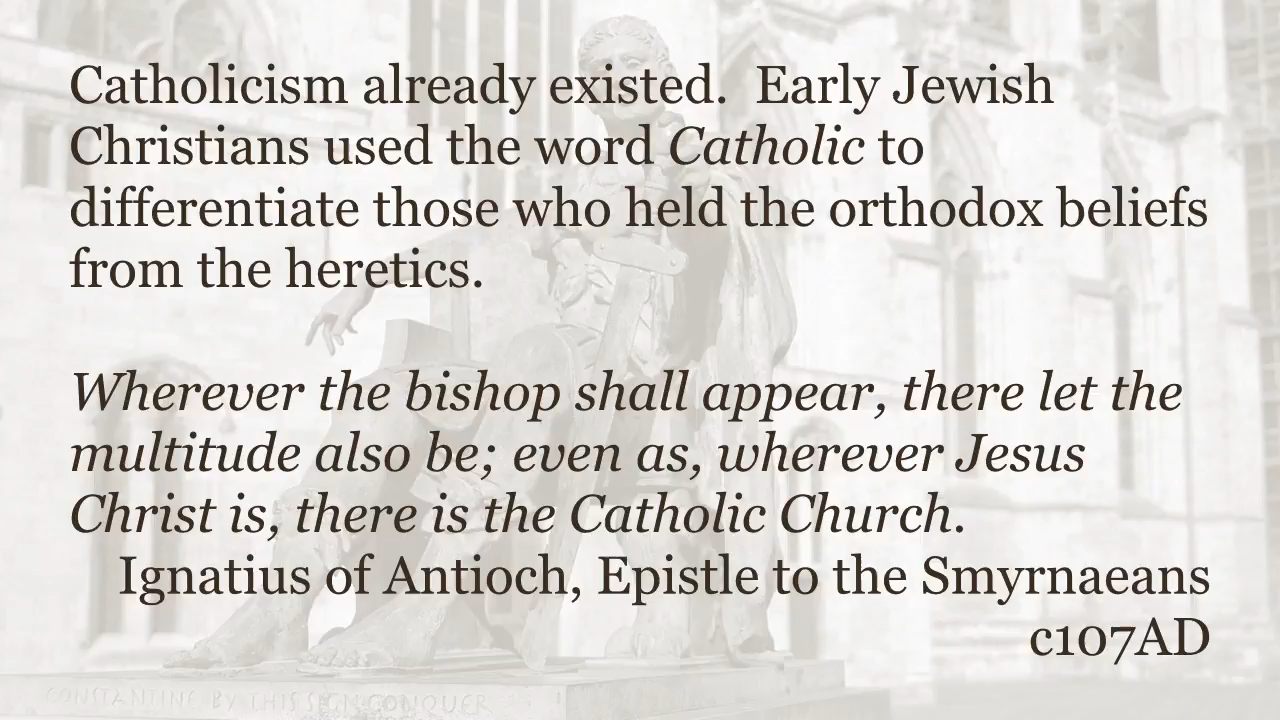 Catholicism already existed.  Early Jewish
Christians used the word Catholic to
differentiate those who held the orthodox beliefs
from the heretics.
Wherever the bishop shall appear, there let the
multitude also be; even as, wherever Jesus
Christ is, there is the Catholic Church.
Ignatius of Antioch, Epistle to the Smyrnaeans
c107AD
CONSTANTINE BY THIS SIGN CONQUER